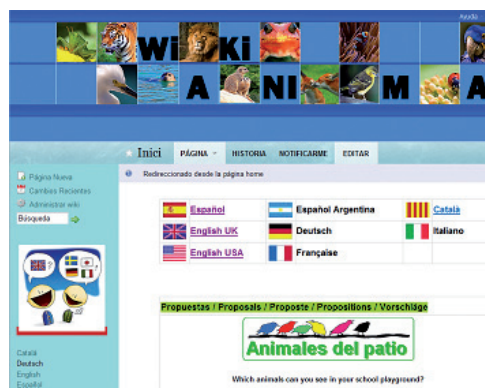 Ayuda
Wi Ki
A NI M A
Inici PÁGINA HISTORIA NOTIFICARME EDITAR
Redireccionado desde la página home
Página Nueva
Cambios Recientes
Administrar wiki
Búsqueda
Español Español Argentina Català
English UK Deutsch Italiano
English USA Française
Propuestas / Proposals / Proposte / Propositions / Vorschläge
Animales del patio
Which animals can you see in your school playground?
Català
Deutsch
English
Español